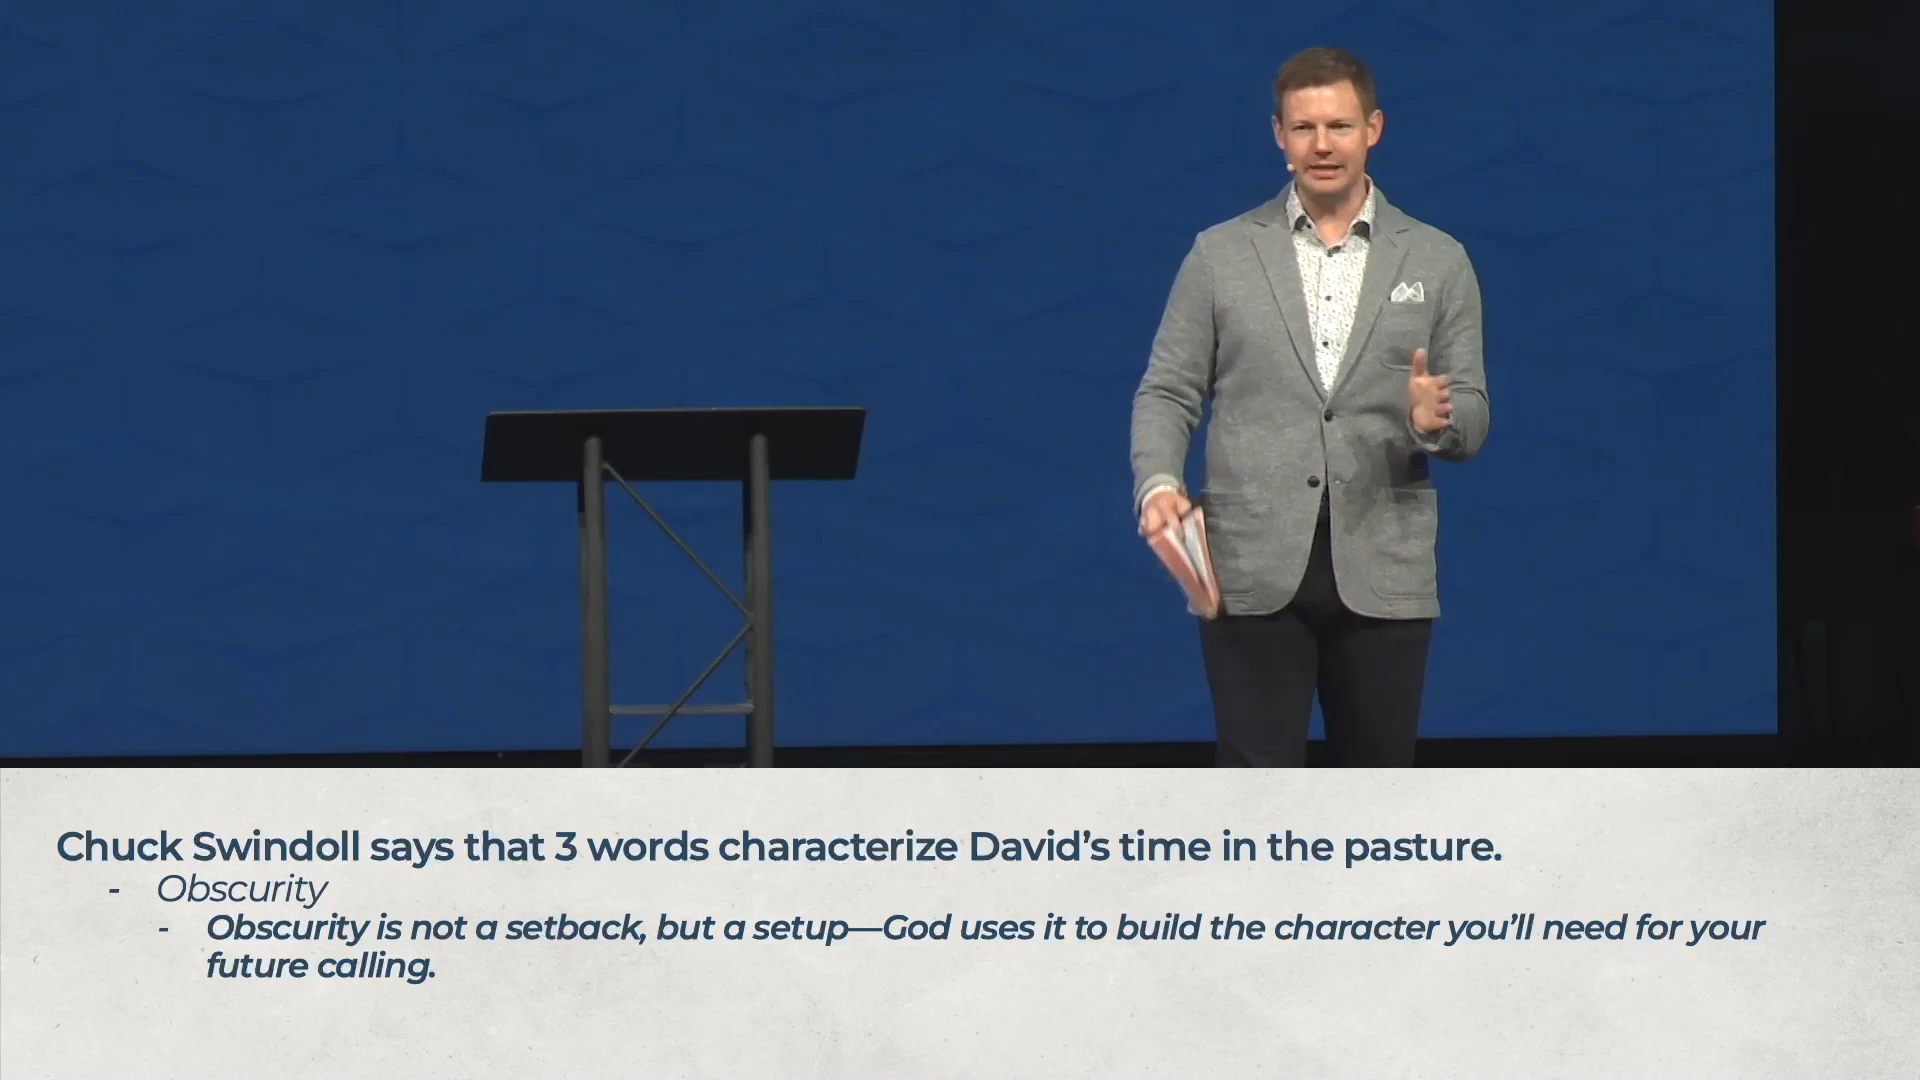 Chuck Swindoll says that 3 words characterize David’s time in the pasture.
- Obscurity
- Obscurity is not a setback, but a setup—God uses it to build the character you’ll need for your
future calling.